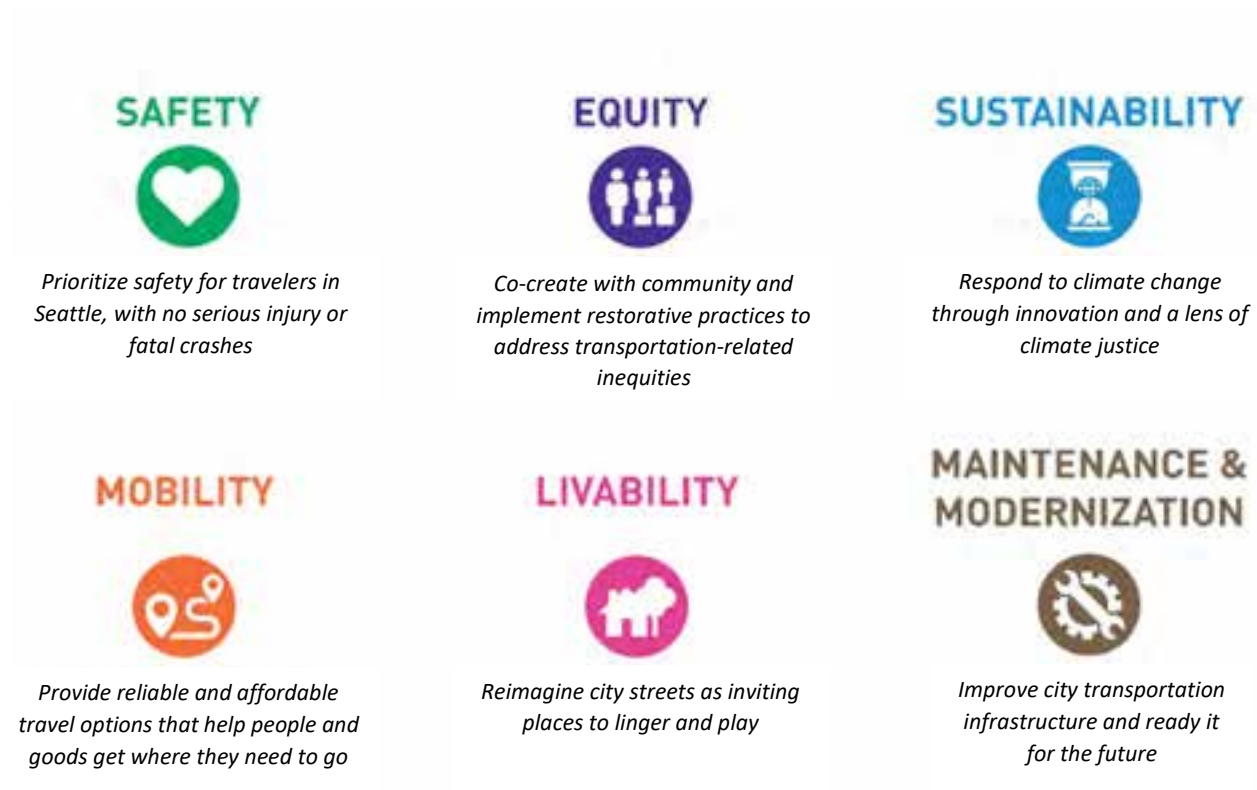 SAFETY
Prioritize safety for travelers in
Seattle, with no serious injury or
fatal crashes
EQUITY
Co-create with community and
implement restorative practices to
address transportation-related
inequities
SUSTAINABILITY
Respond to climate change
through innovation and a lens of
climate justice
MOBILITY
Provide reliable and affordable
travel options that help people and
goods get where they need to go
LIVABILITY
Reimagine city streets as inviting
places to linger and play
MAINTENANCE &
MODERNIZATION
Improve city transportation
infrastructure and ready it
for the future